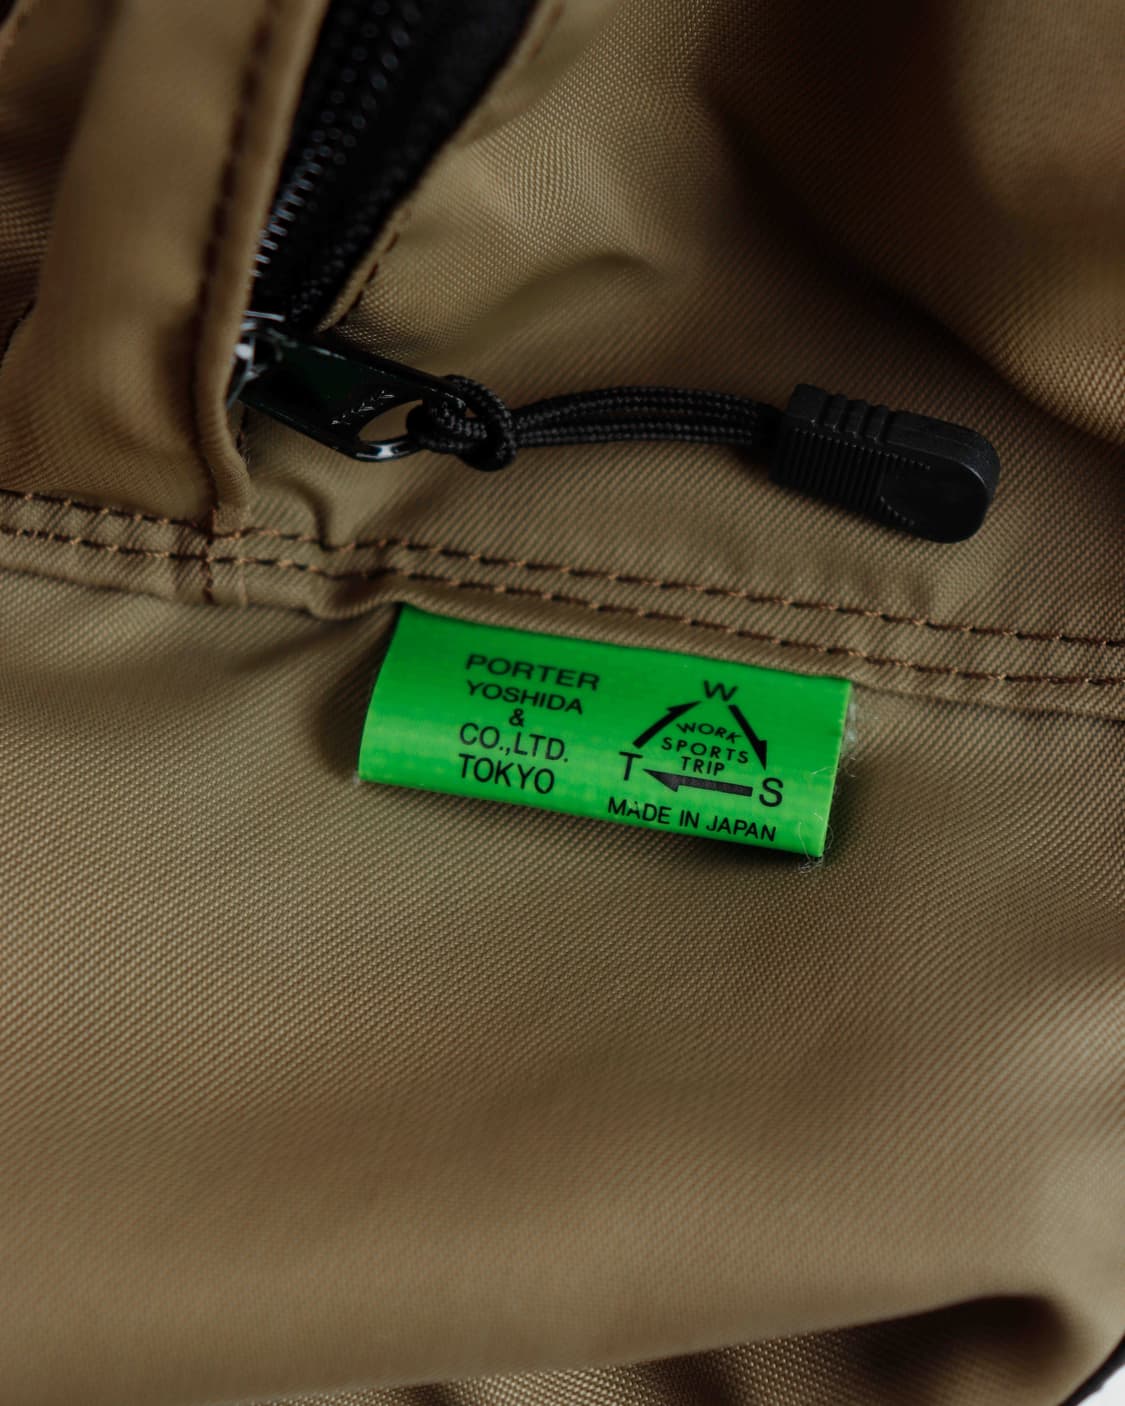 PORTER
YOSHIDA
&
CO.,LTD.
TOKYO
W
WORK
SPORTS
TRIP
T
S
MADE IN JAPAN